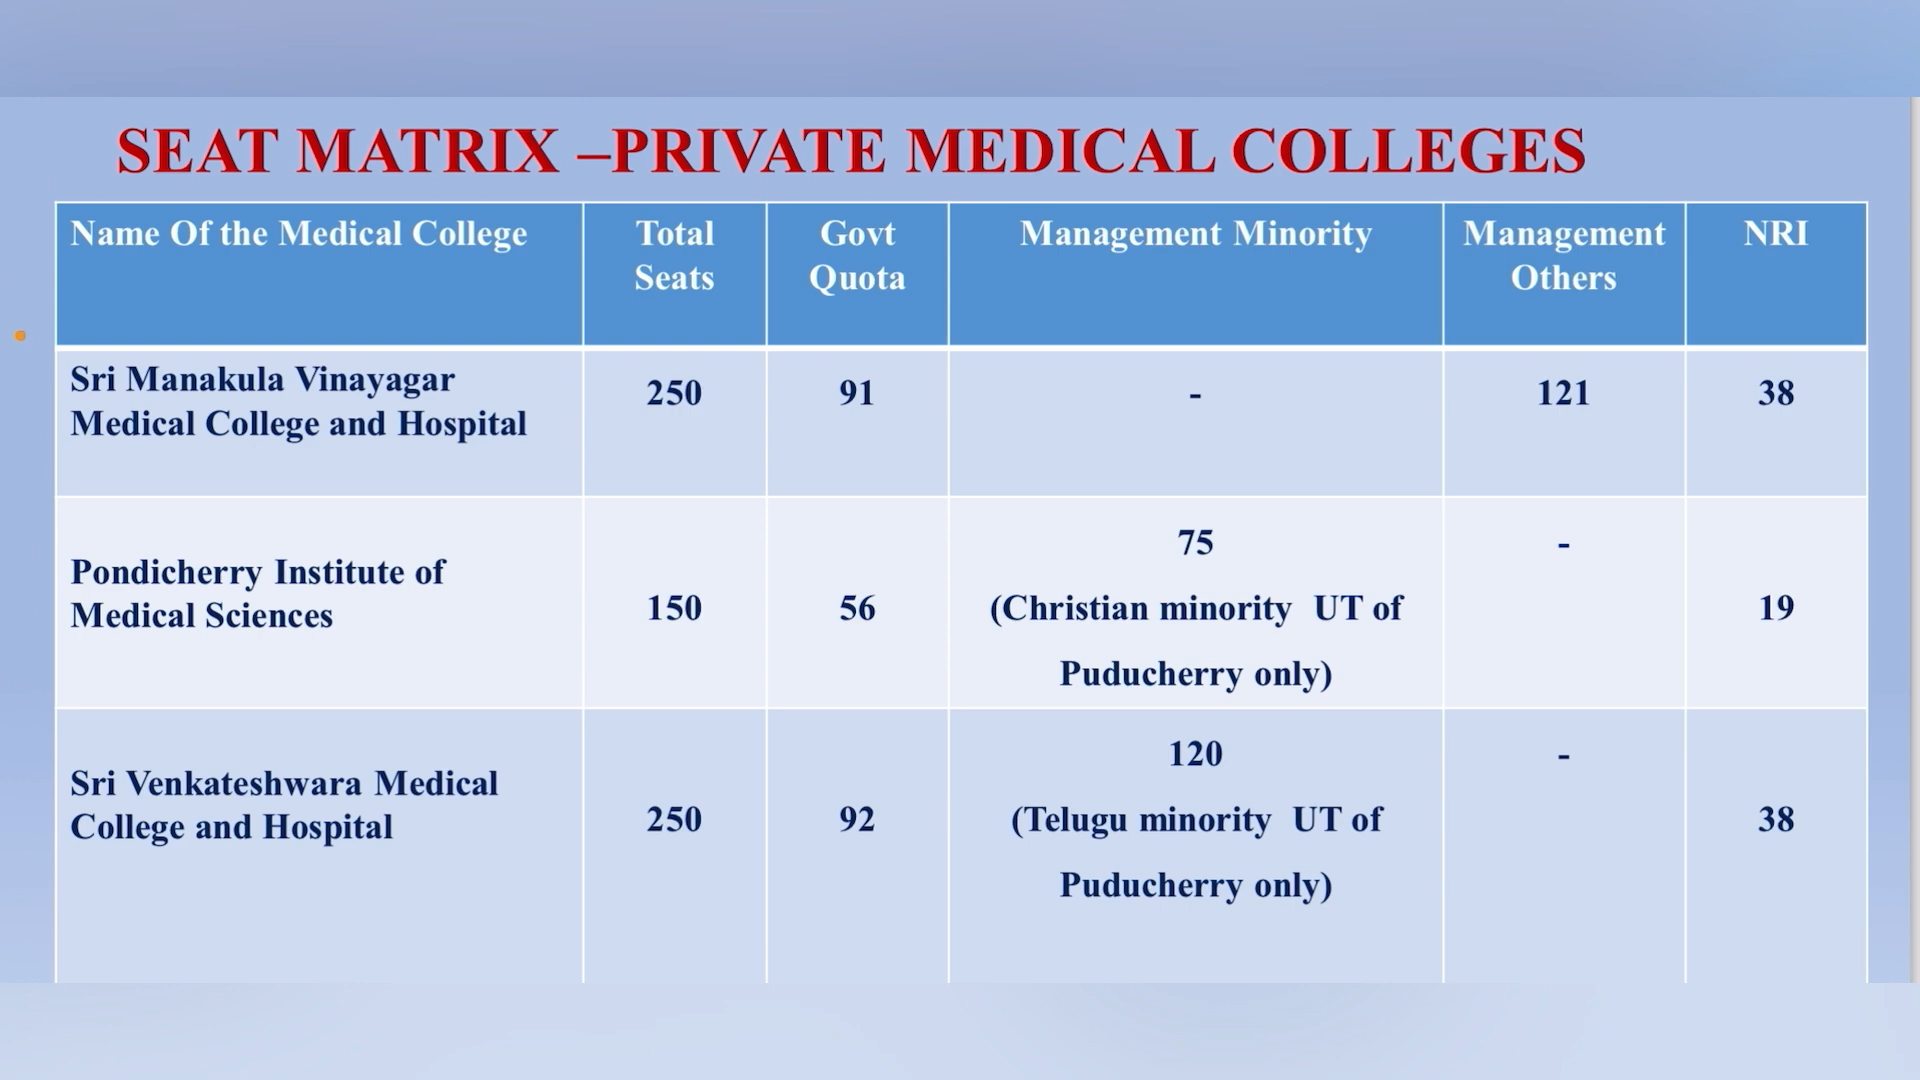 SEAT MATRIX –PRIVATE MEDICAL COLLEGES
Name Of the Medical College
Total
Seats
Govt
Quota
Management Minority
Management
Others
NRI
Sri Manakula Vinayagar
Medical College and Hospital
250
91
-
121
38
Pondicherry Institute of
Medical Sciences
150
56
75
(Christian minority UT of
Puducherry only)
-
19
Sri Venkateshwara Medical
College and Hospital
250
92
120
(Telugu minority UT of
Puducherry only)
-
38